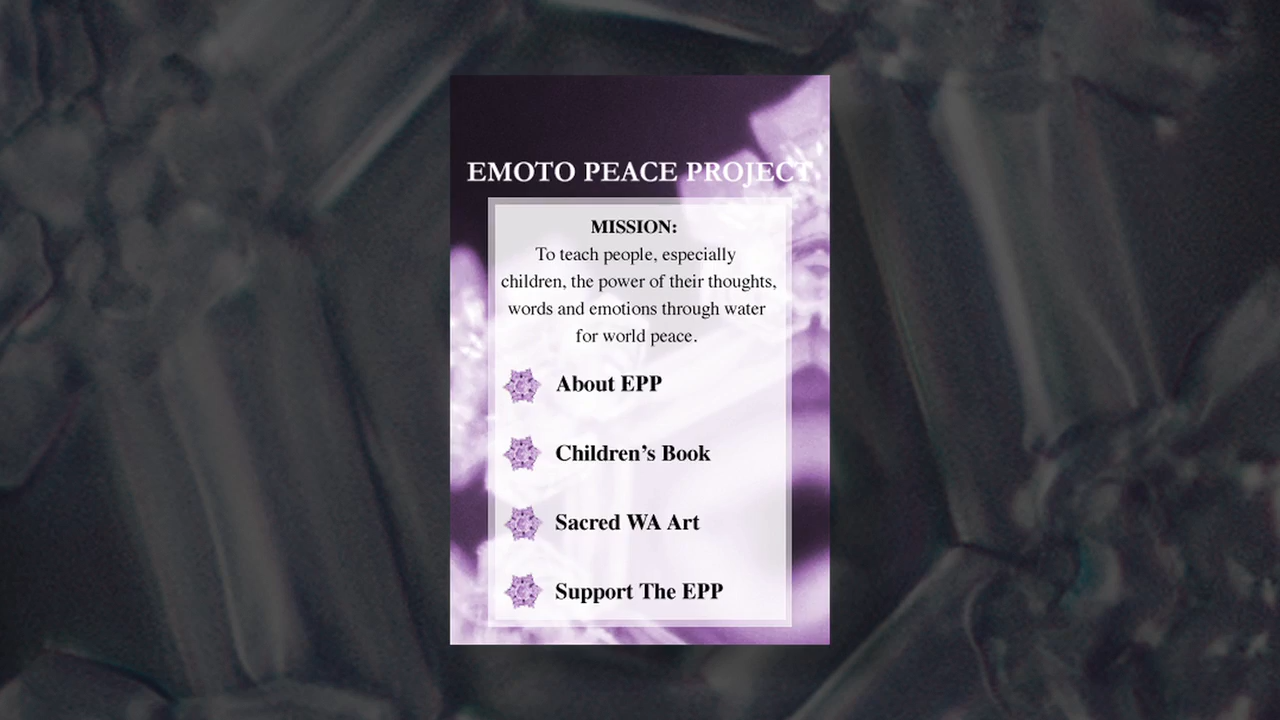 EMOTO PEACE PROJECT
MISSION:
To teach people, especially
children, the power of their thoughts,
words and emotions through water
for world peace.
About EPP
Children’s Book
Sacred WA Art
Support The EPP